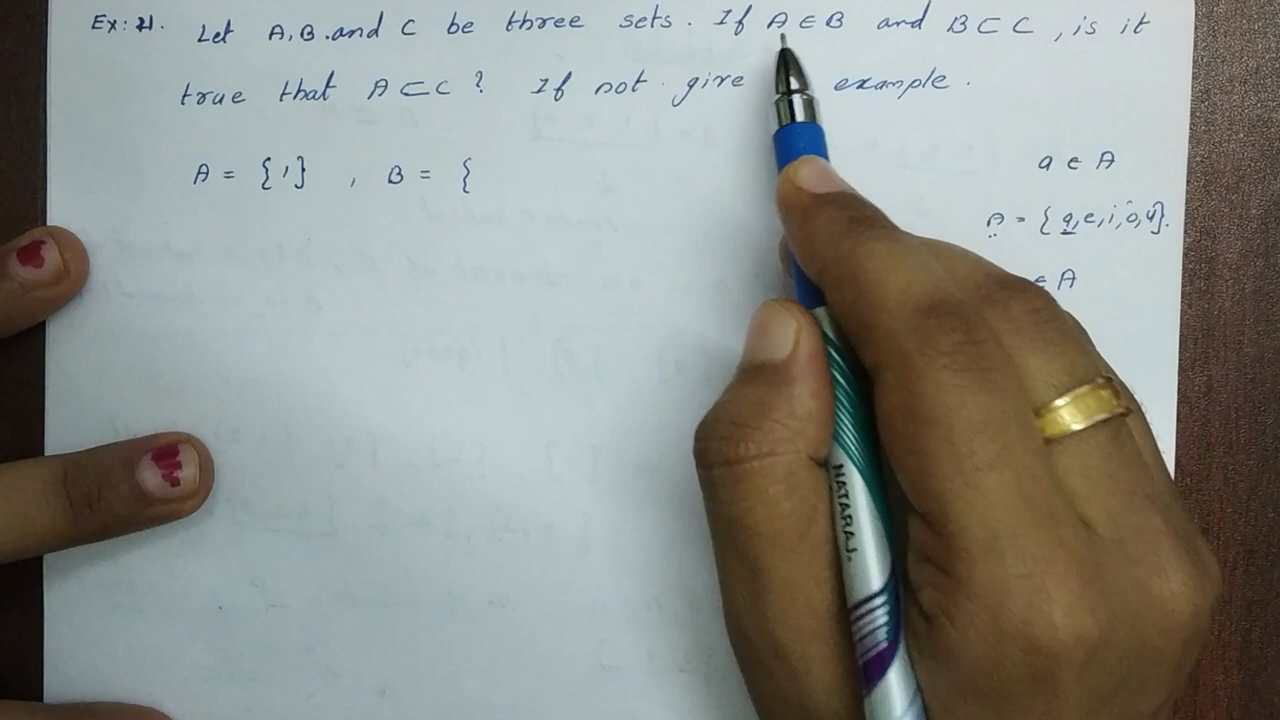 Ex: 21. Let A, B and C be three sets. If A ∈ B and B ⊂ C, is it
true that A ⊂ C? If not give example.
A = {1}, B = {
a ∈ A
A = {a,e,i,o,u}.
∈ A
NATARAJ.